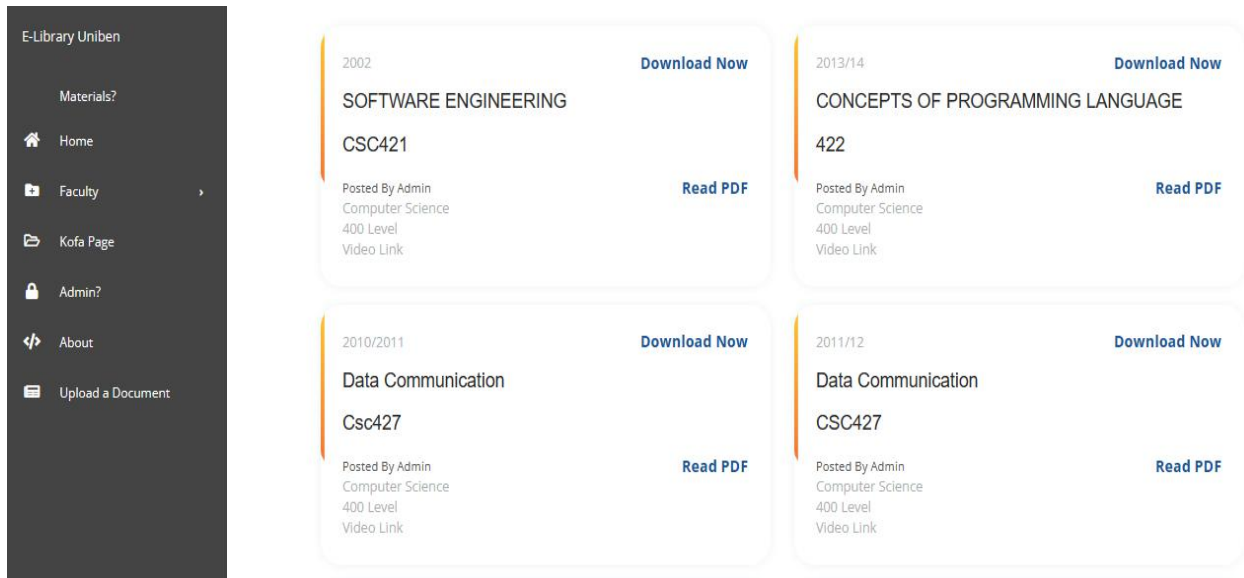 E-Library Uniben
Materials?
Home
Faculty
Kofa Page
Admin?
About
Upload a Document
2002
Download Now
SOFTWARE ENGINEERING
CSC421
Posted By Admin
Read PDF
Computer Science
400 Level
Video Link
2013/14
Download Now
CONCEPTS OF PROGRAMMING LANGUAGE
422
Posted By Admin
Read PDF
Computer Science
400 Level
Video Link
2010/2011
Download Now
Data Communication
Csc427
Posted By Admin
Read PDF
Computer Science
400 Level
Video Link
2011/12
Download Now
Data Communication
CSC427
Posted By Admin
Read PDF
Computer Science
400 Level
Video Link